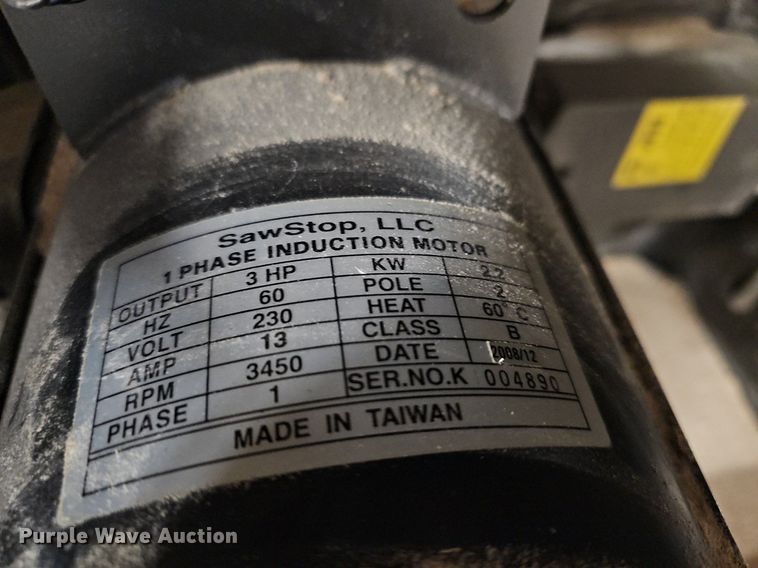 SawStop, LLC
1 PHASE INDUCTION MOTOR
OUTPUT 3 HP KW 2.2
HZ 60 POLE 2
VOLT 230 HEAT 60°C
AMP 13 CLASS B
RPM 3450 DATE 2008/12
PHASE 1 SER.NO.K 004890
MADE IN TAIWAN
Purple Wave Auction